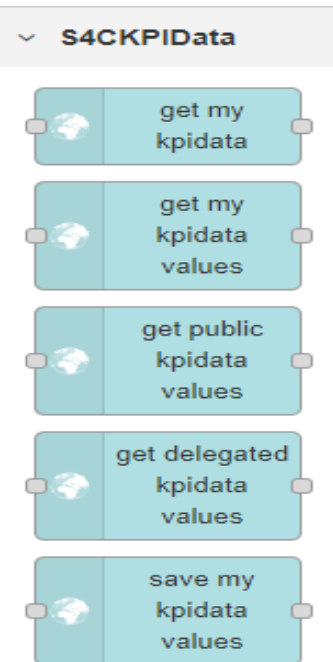 S4CKPIData
get my
kpidata
get my
kpidata
values
get public
kpidata
values
get delegated
kpidata
values
save my
kpidata
values